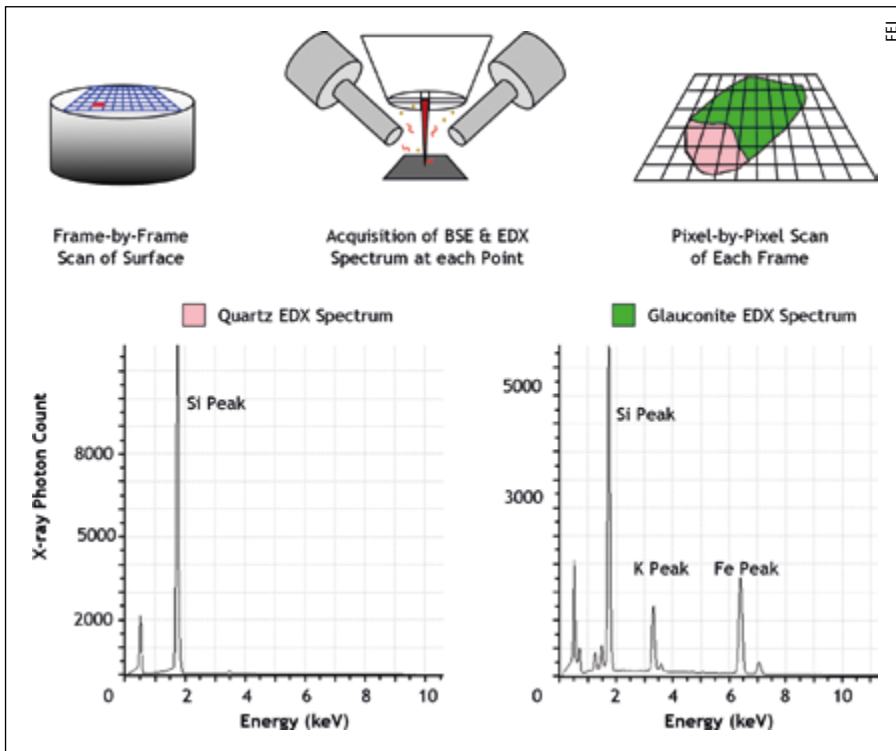 FEI
Frame-by-Frame
Scan of Surface
Acquisition of BSE & EDX
Spectrum at each Point
Pixel-by-Pixel Scan
of Each Frame
Quartz EDX Spectrum
Glauconite EDX Spectrum
X-ray Photon Count
8000
5000
2000
Si Peak
0 2 4 6 8 10
Energy (keV)
5000
3000
Si Peak
K Peak
Fe Peak
0 2 4 6 8 10
Energy (keV)